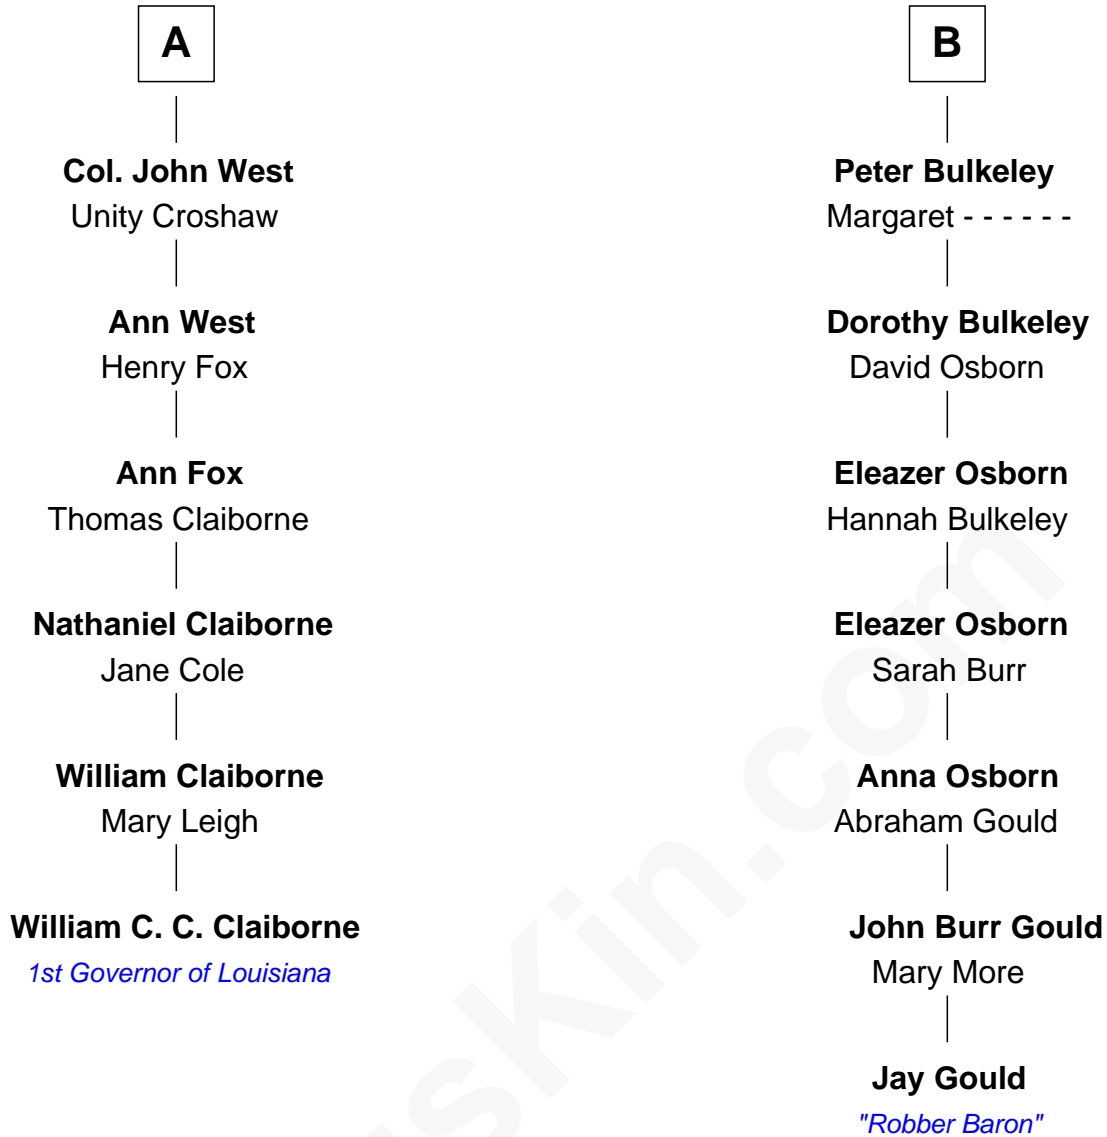 A
Col. John West
Unity Croshaw
Ann West
Henry Fox
Ann Fox
Thomas Claiborne
Nathaniel Claiborne
Jane Cole
William Claiborne
Mary Leigh
William C. C. Claiborne
1st Governor of Louisiana
B
Peter Bulkeley
Margaret - - - - - -
Dorothy Bulkeley
David Osborn
Eleazer Osborn
Hannah Bulkeley
Eleazer Osborn
Sarah Burr
Anna Osborn
Abraham Gould
John Burr Gould
Mary More
Jay Gould
"Robber Baron"
sKin.com